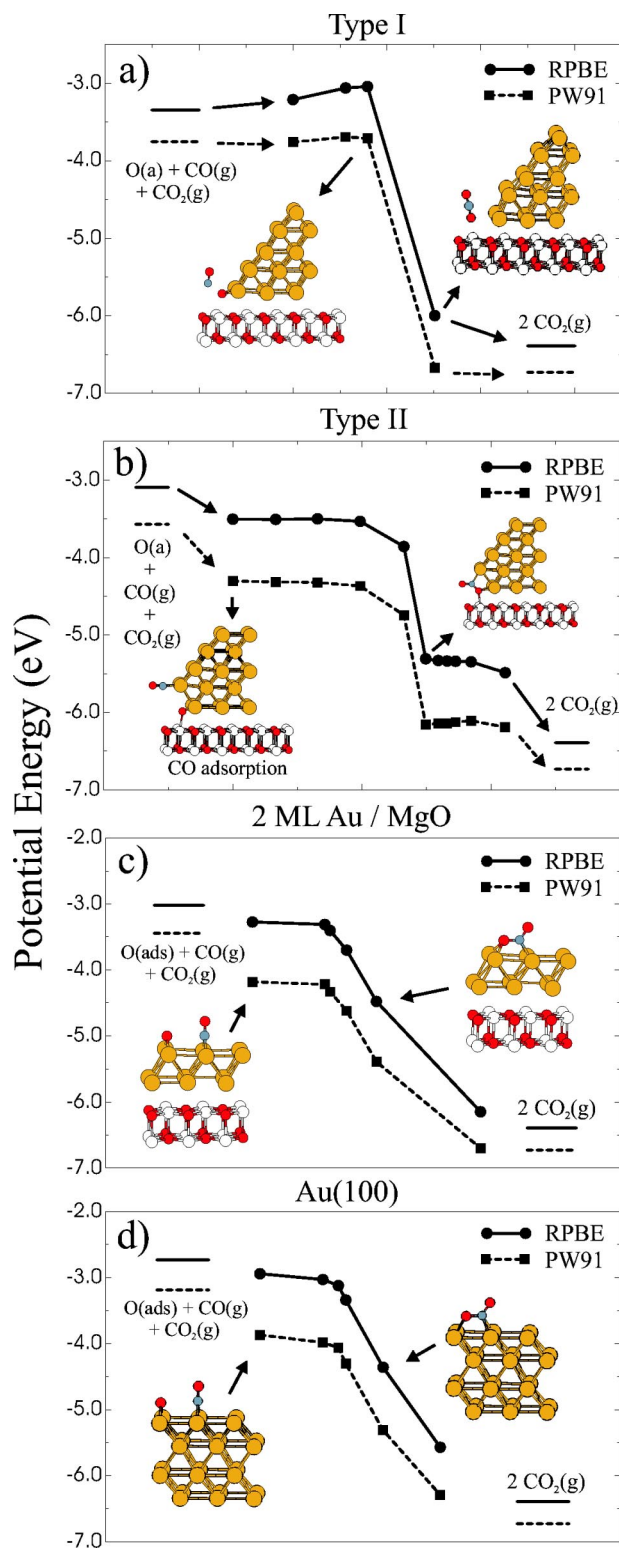 Type I
a)
RPBE
PW91
-3.0
-4.0
-5.0
-6.0
-7.0
O(a) + CO(g)
+ CO₂(g)
2 CO₂(g)
Type II
b)
RPBE
PW91
-3.0
-4.0
-5.0
-6.0
-7.0
O(a)
+
CO(g)
+
CO₂(g)
CO adsorption
2 CO₂(g)
Potential Energy (eV)
2 ML Au / MgO
c)
RPBE
PW91
-2.0
-3.0
-4.0
-5.0
-6.0
-7.0
O(ads) + CO(g)
+ CO₂(g)
2 CO₂(g)
Au(100)
d)
RPBE
PW91
-2.0
-3.0
-4.0
-5.0
-6.0
-7.0
O(ads) + CO(g)
+ CO₂(g)
2 CO₂(g)